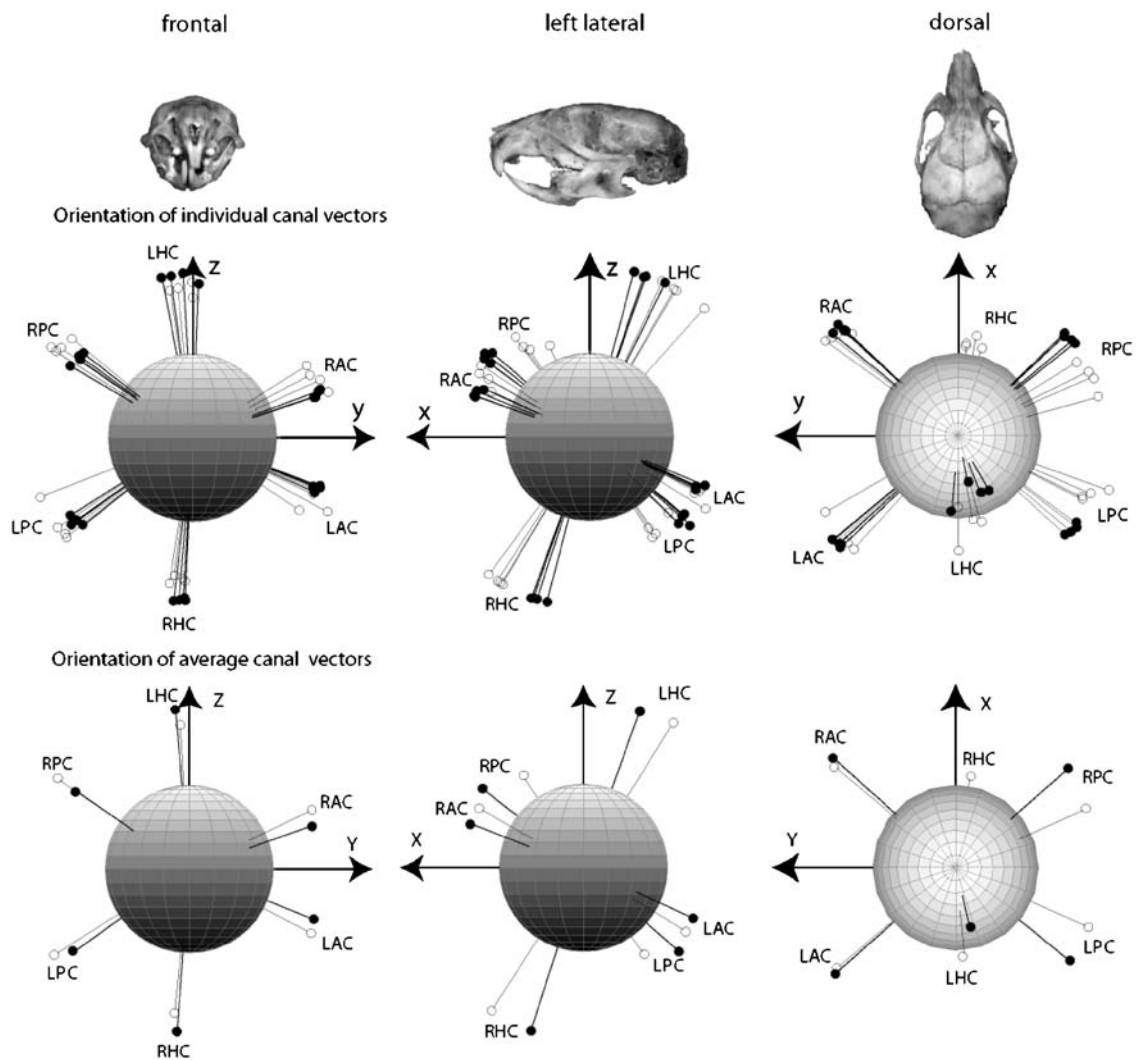 frontal
left lateral
dorsal
Orientation of individual canal vectors
LHC
Z
RPC
RAC
y
LPC
LAC
RHC
z
LHC
RPC
RAC
x
LAC
LPC
RHC
x
RAC
RHC
RPC
y
LAC
LPC
LHC
Orientation of average canal vectors
LHC
Z
RPC
RAC
Y
LPC
LAC
RHC
Z
LHC
RPC
RAC
X
LAC
LPC
RHC
X
RAC
RHC
RPC
Y
LAC
LPC
LHC